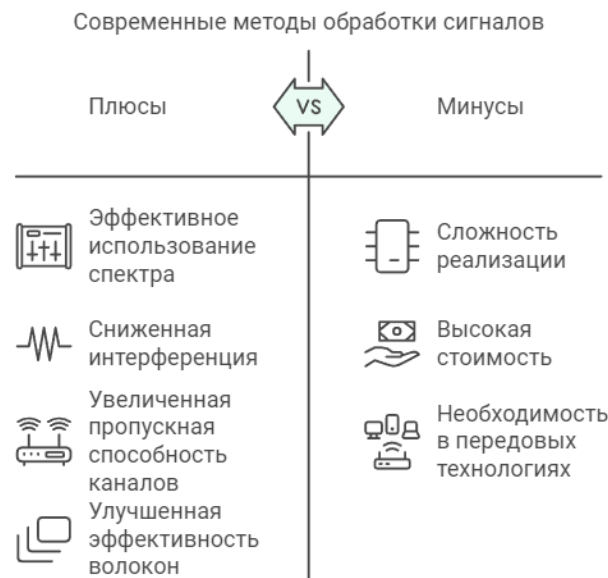 Современные методы обработки сигналов
Плюсы
VS
Минусы
Эффективное
использование
спектра
Сниженная
интерференция
Увеличенная
пропускная
способность
каналов
Улучшенная
эффективность
волокон
Сложность
реализации
Высокая
стоимость
Необходимость
в передовых
технологиях